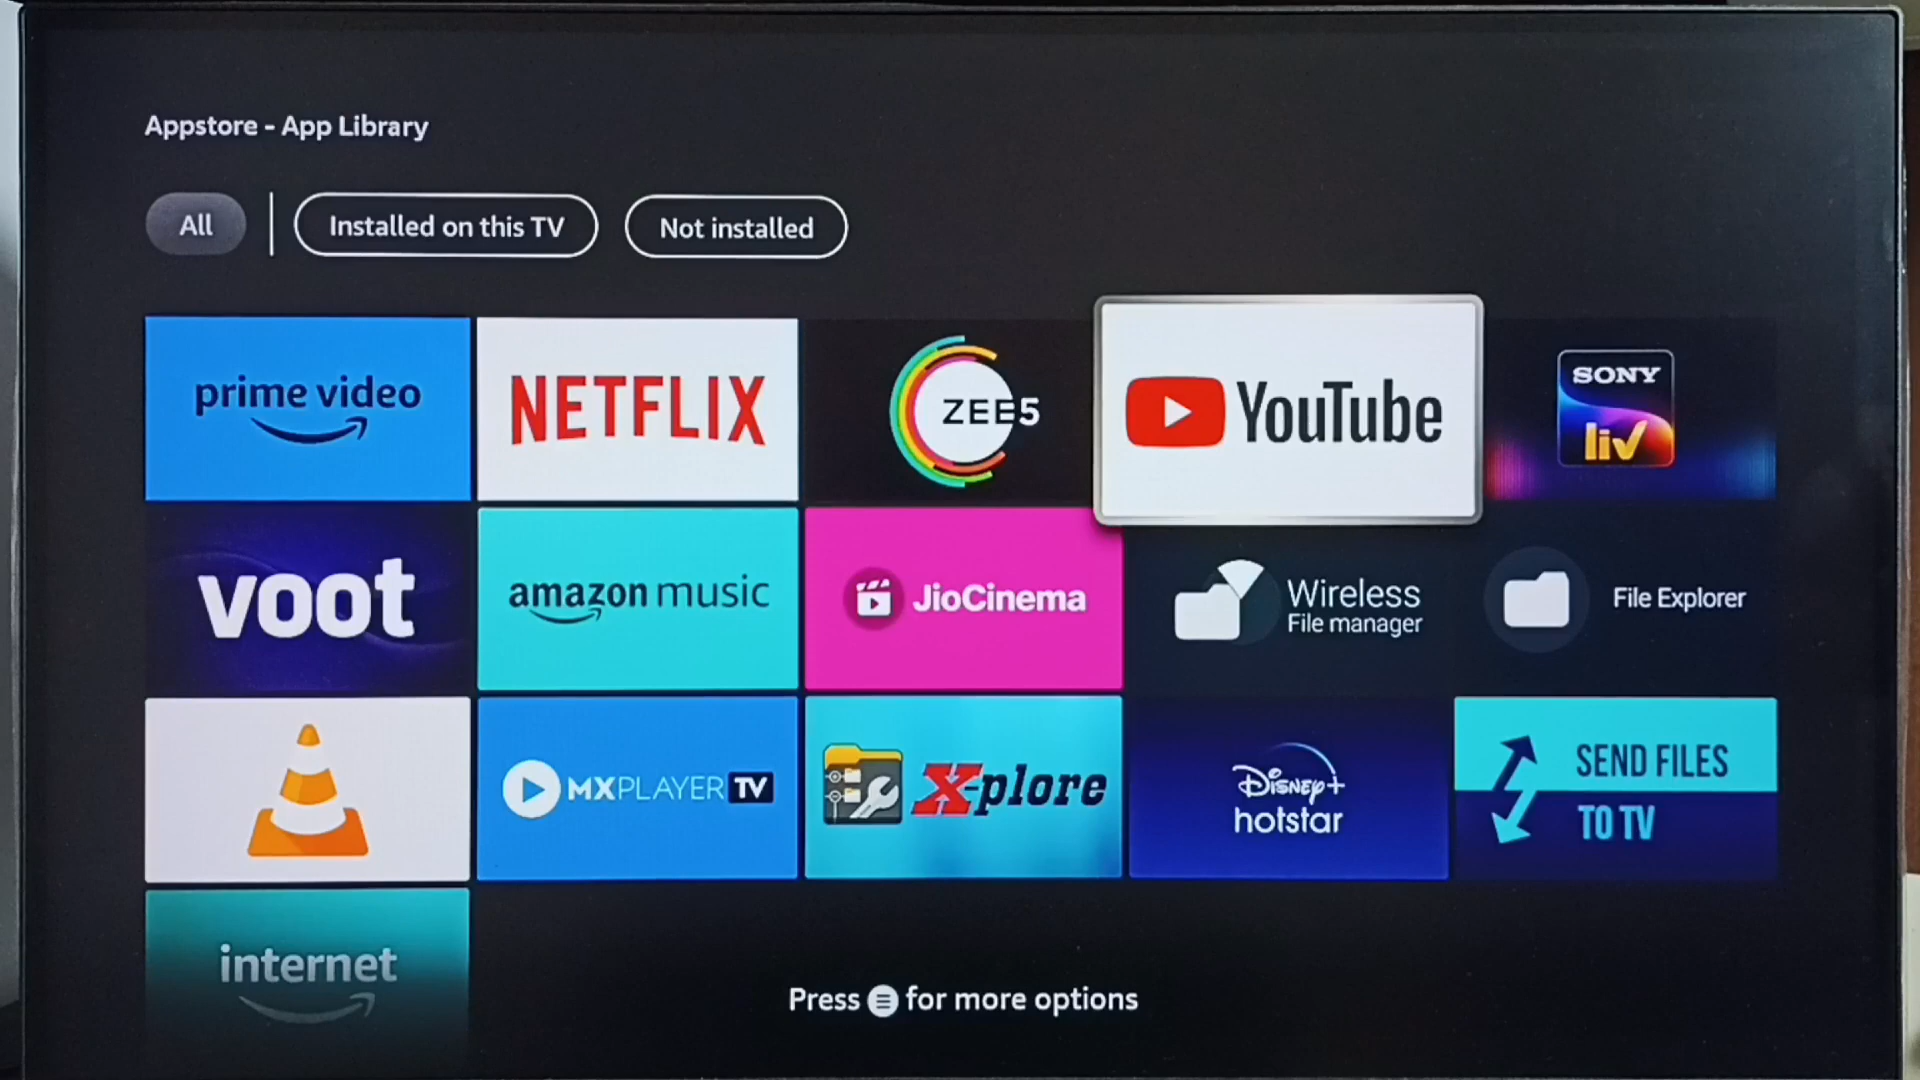 Appstore - App Library
All
Installed on this TV
Not installed
prime video
NETFLIX
ZEE5
YouTube
SONY
liv
voot
amazon music
JioCinema
Wireless
File manager
File Explorer
MXPLAYER TV
X-plore
Disney+
hotstar
SEND FILES
TO TV
internet
Press for more options